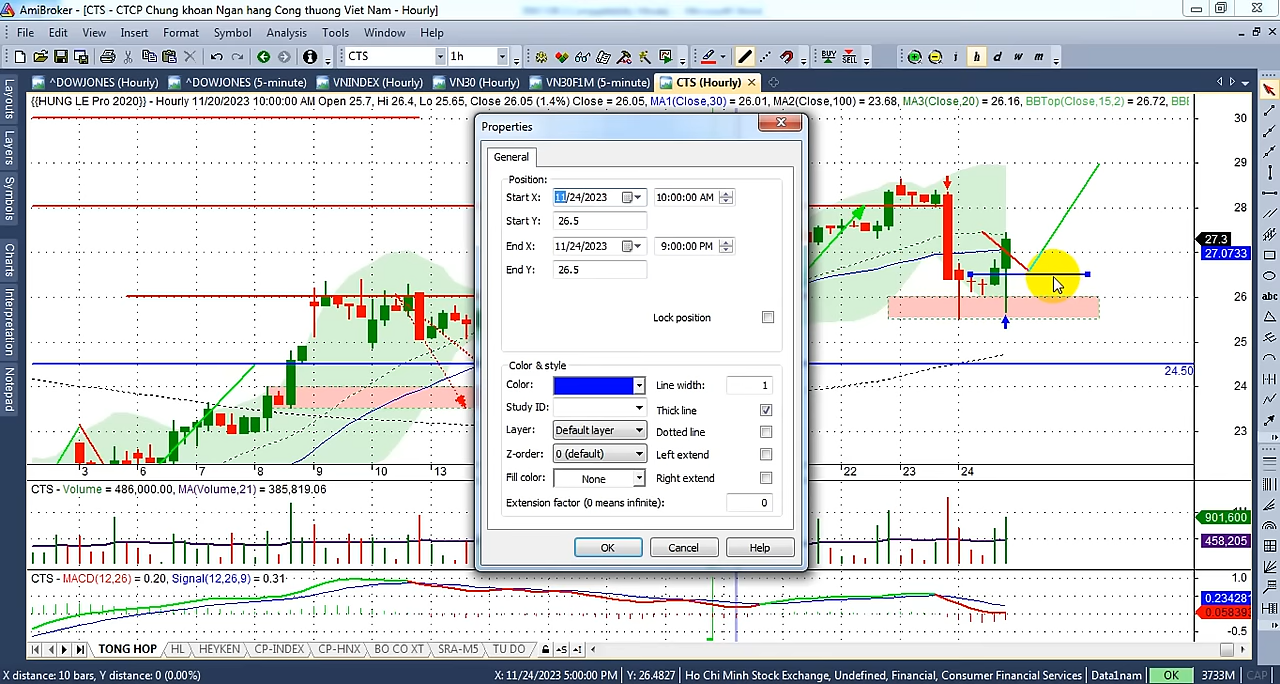 AmiBroker - [CTS - CTCP Chung khoan Ngan hang Cong thuong Viet Nam - Hourly]
File Edit View Insert Format Symbol Analysis Tools Window Help
CTS 1h BUY SELL i h d w m
^DOWJONES (Hourly) ^DOWJONES (5-minute) VNINDEX (Hourly) VN30 (Hourly) VN30F1M (5-minute) CTS (Hourly)
Layouts
Layers
Symbols
Charts
Interpretation
Notepad
{{HUNG LE Pro 2020}} - Hourly 11/20/2023 10:00:00 AM Open 25.7, Hi 26.4, Lo 25.65, Close 26.05 (1.4%) Close = 26.05, MA1(Close,30) = 26.01, MA2(Close,100) = 23.68, MA3(Close,20) = 26.16, BBTop(Close,15,2) = 26.72, BBE
30
29
28
27.3
27.0733
26
25
24.50
24
23
3 6 7 8 9 10 13 22 23 24
Properties
General
Position:
Start X: 11/24/2023 10:00:00 AM
Start Y: 26.5
End X: 11/24/2023 9:00:00 PM
End Y: 26.5
Lock position
Color & style
Color: Line width: 1
Study ID: Thick line
Layer: Default layer Dotted line
Z-order: 0 (default) Left extend
Fill color: None Right extend
Extension factor (0 means infinite): 0
OK Cancel Help
abc
CTS - Volume = 486,000.00, MA(Volume,21) = 385,819.06
901,600
458,205
CTS - MACD(12,26) = 0.20, Signal(12,26,9) = 0.31
1.0
0.23428
0.058393
-0.5
TONG HOP HL HEYKEN CP-INDEX CP-HNX BO CO XT SRA-M5 TU DO
X distance: 10 bars, Y distance: 0 (0.00%) X: 11/24/2023 5:00:00 PM Y: 26.4827 Ho Chi Minh Stock Exchange, Undefined, Financial, Consumer Financial Services Data1nam OK 3733M CAP